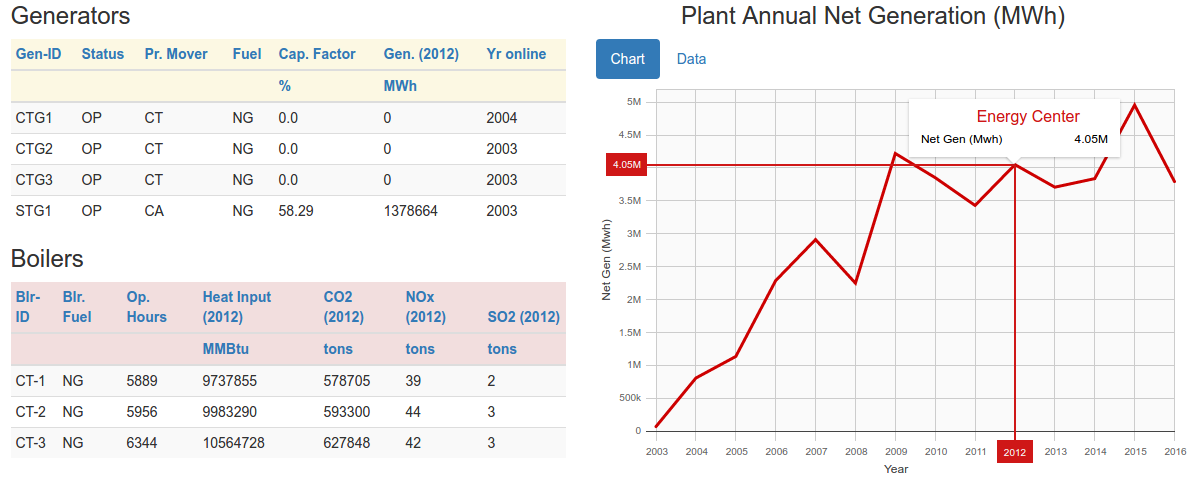 Generators
Gen-ID Status Pr. Mover Fuel Cap. Factor Gen. (2012) Yr online
% MWh
CTG1 OP CT NG 0.0 0 2004
CTG2 OP CT NG 0.0 0 2003
CTG3 OP CT NG 0.0 0 2003
STG1 OP CA NG 58.29 1378664 2003
Boilers
Blr- Blr. Op. Heat Input CO2 NOx
ID Fuel Hours (2012) (2012) (2012) SO2 (2012)
MMBtu tons tons tons
CT-1 NG 5889 9737855 578705 39 2
CT-2 NG 5956 9983290 593300 44 3
CT-3 NG 6344 10564728 627848 42 3
Plant Annual Net Generation (MWh)
Chart Data
5M
Energy Center
4.5M
Net Gen (Mwh) 4.05M
4.05M
3.5M
3M
2.5M
2M
1.5M
1M
500k
0
Net Gen (Mwh)
2003 2004 2005 2006 2007 2008 2009 2010 2011 2012 2013 2014 2015 2016
Year